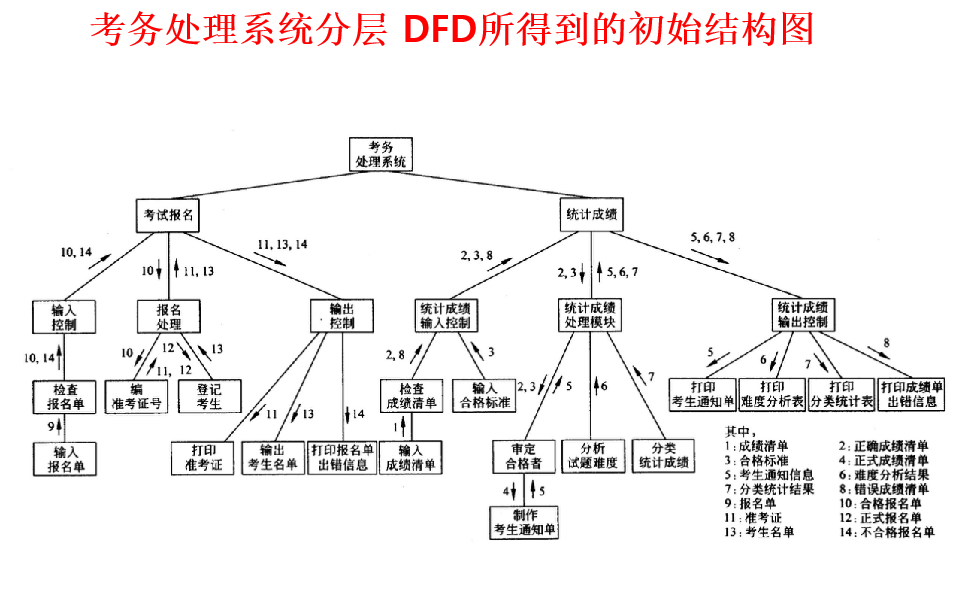 考务处理系统分层 DFD所得到的初始结构图
考务
处理系统
考试报名
统计成绩
10, 14
10
11, 13
11, 13, 14
2, 3, 8
2, 3
5, 6, 7
5, 6, 7, 8
输入
控制
报名
处理
输出
控制
统计成绩
输入控制
统计成绩
处理模块
统计成绩
输出控制
10, 14
10
12
11, 12
13
11
13
14
2, 8
3
2, 3
5
6
7
5
6
7
8
检查
报名单
编
准考证号
登记
考生
检查
成绩清单
输入
合格标准
打印
考生通知单
打印
难度分析表
打印
分类统计表
打印成绩单
出错信息
9
1
输入
报名单
打印
准考证
输出
考生名单
打印报名单
出错信息
输入
成绩清单
审定
合格者
分析
试题难度
分类
统计成绩
4
5
制作
考生通知单
其中,
1: 成绩清单
2: 正确成绩清单
3: 合格标准
4: 正式成绩清单
5: 考生通知信息
6: 难度分析结果
7: 分类统计结果
8: 错误成绩清单
9: 报名单
10: 合格报名单
11: 准考证
12: 正式报名单
13: 考生名单
14: 不合格报名单